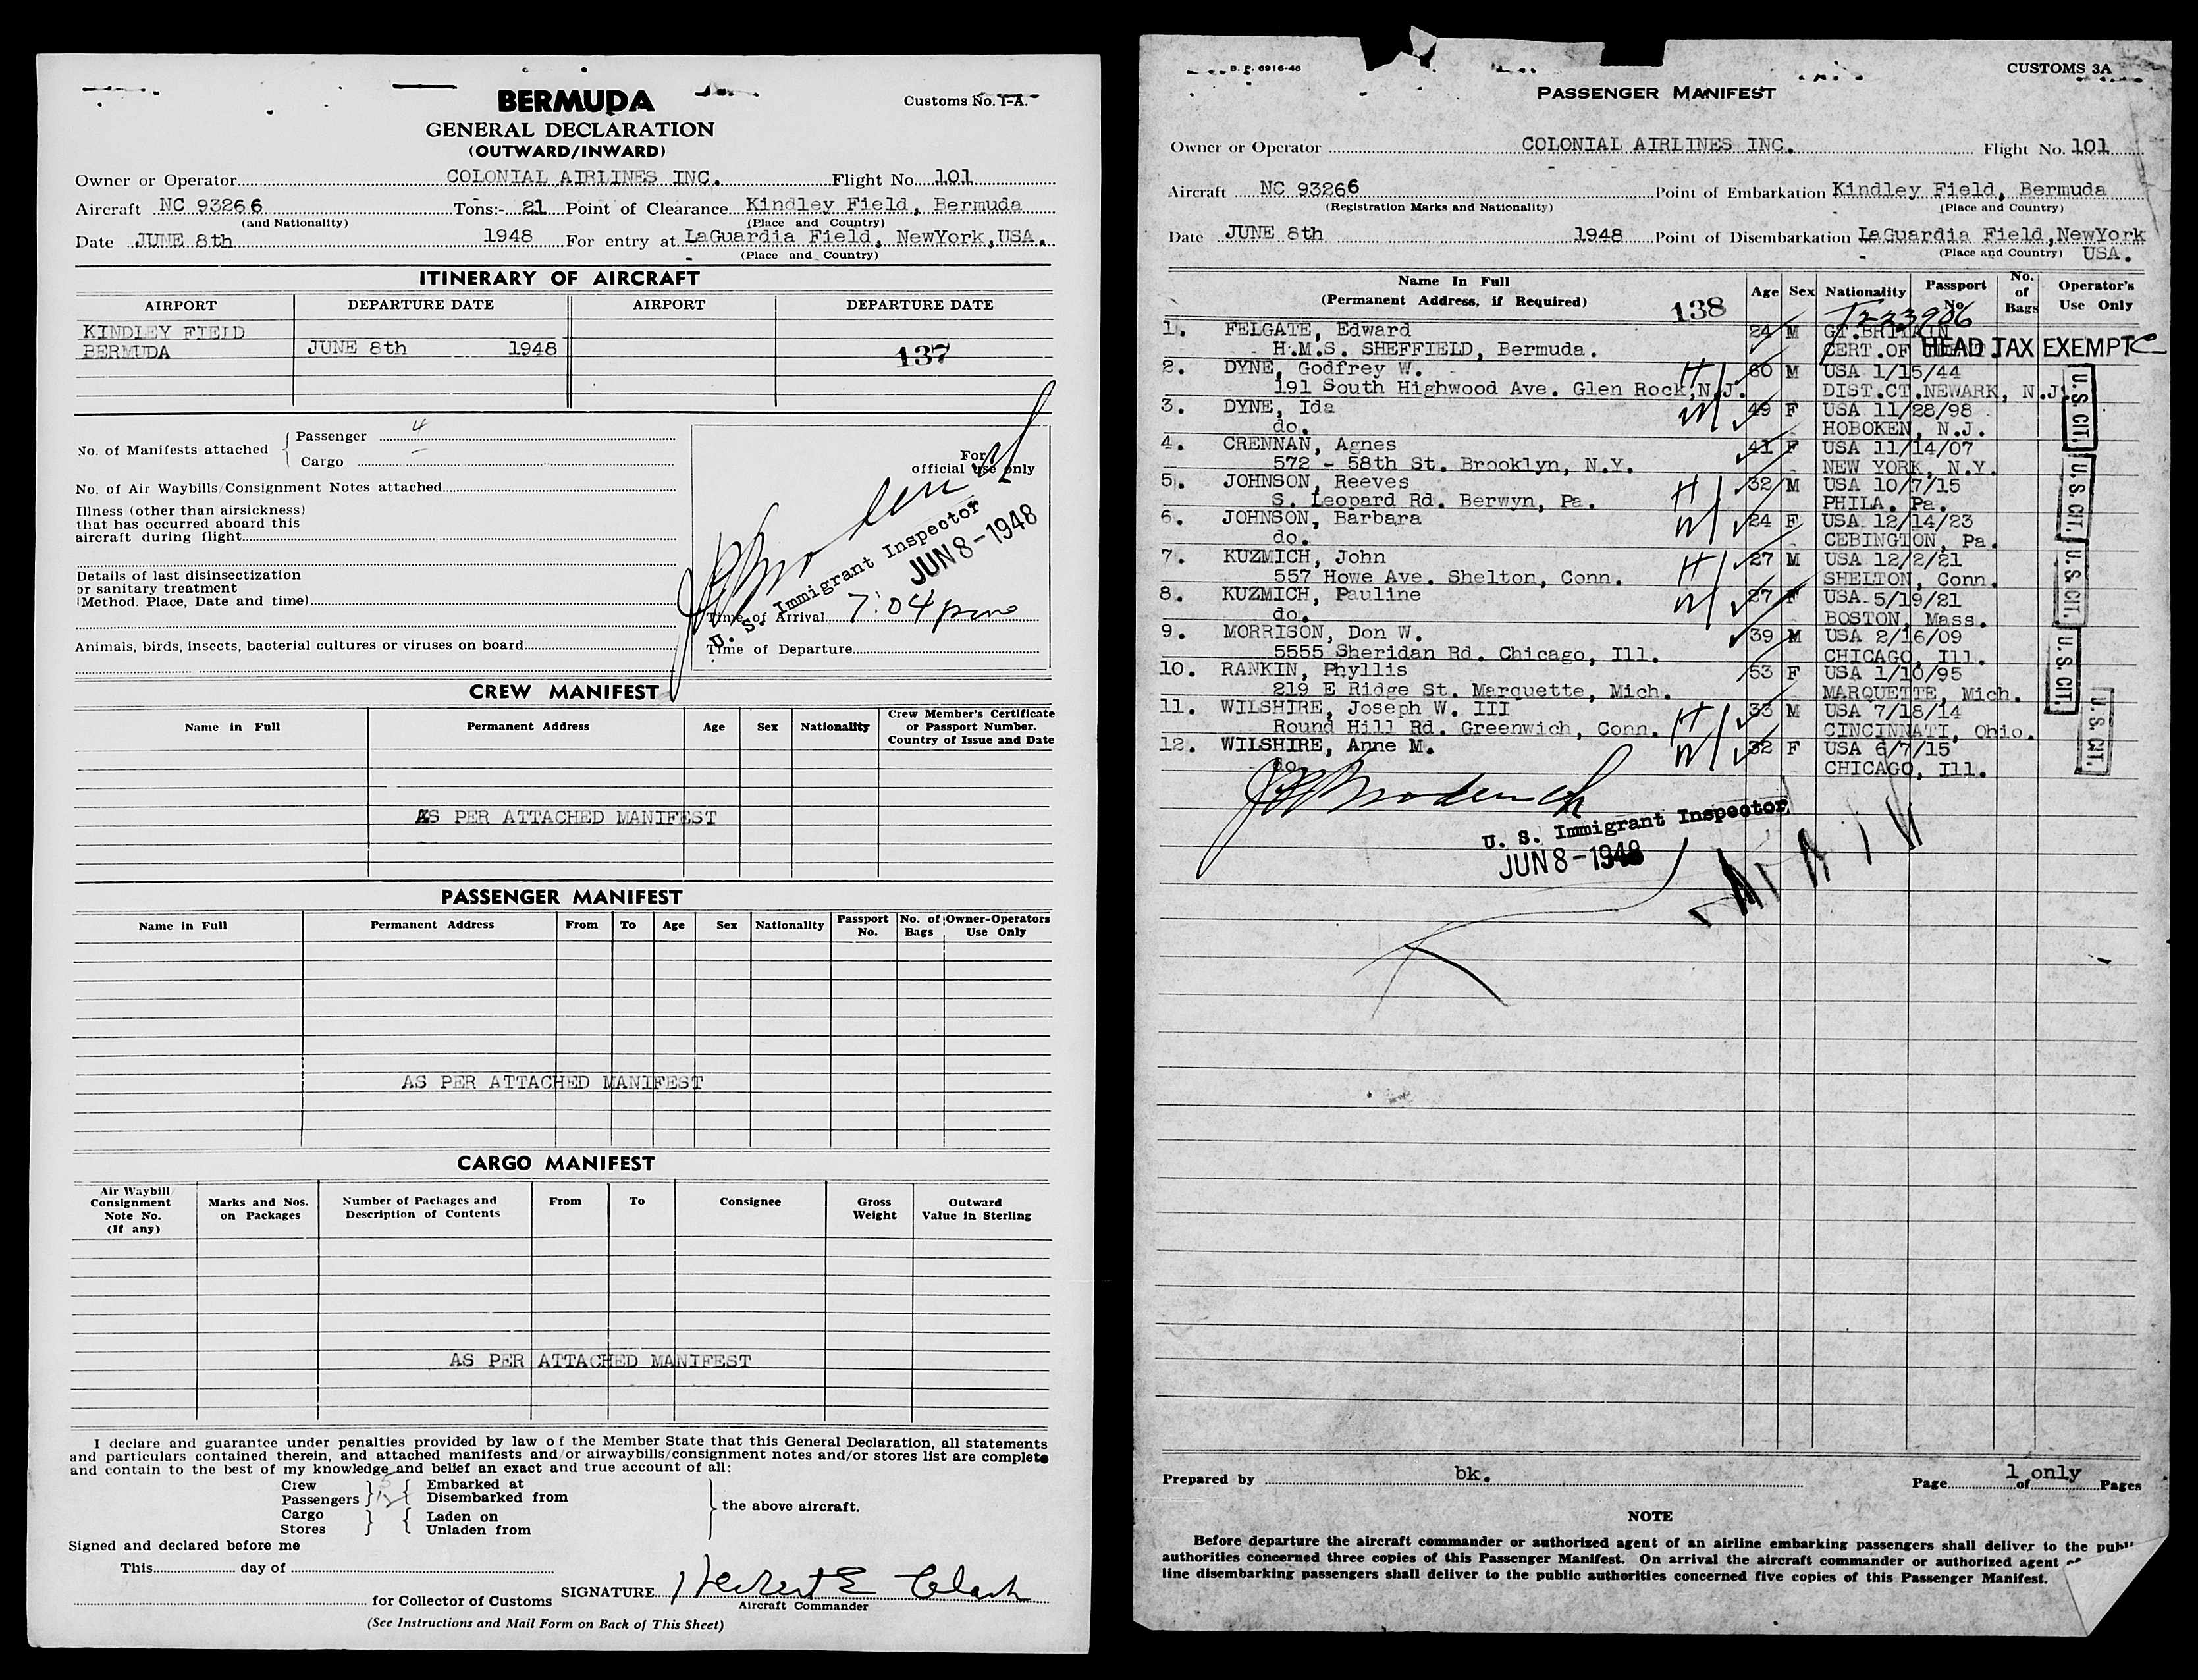 BERMUDA
Customs No. 1-A.
GENERAL DECLARATION
(OUTWARD/INWARD)
Owner or Operator COLONIAL AIRLINES INC. Flight No. 101
Aircraft NC 93266 Tons:- 21 Point of Clearance Kindley Field, Bermuda
(and Nationality) (Place and Country)
Date JUNE 8th 1948 For entry at LaGuardia Field, NewYork,USA.
(Place and Country)
ITINERARY OF AIRCRAFT
AIRPORT DEPARTURE DATE AIRPORT DEPARTURE DATE
KINDLEY FIELD
BERMUDA JUNE 8th 1948 137
No. of Manifests attached { Passenger 4
Cargo -
For
official use only
No. of Air Waybills/Consignment Notes attached
Illness (other than airsickness)
that has occurred aboard this
aircraft during flight
U. S. Immigrant Inspector
JUN 8-1948
Details of last disinsectization
or sanitary treatment
(Method. Place, Date and time)
Time of Arrival 7:04 pm
Animals, birds, insects, bacterial cultures or viruses on board
Time of Departure
CREW MANIFEST
Name in Full Permanent Address Age Sex Nationality Crew Member's Certificate
or Passport Number.
Country of Issue and Date
AS PER ATTACHED MANIFEST
PASSENGER MANIFEST
Name in Full Permanent Address From To Age Sex Nationality Passport No. No. of Bags Owner-Operators Use Only
AS PER ATTACHED MANIFEST
CARGO MANIFEST
Air Waybill/ Consignment Note No. (If any) Marks and Nos. on Packages Number of Packages and Description of Contents From To Consignee Gross Weight Outward Value in Sterling
AS PER ATTACHED MANIFEST
I declare and guarantee under penalties provided by law of the Member State that this General Declaration, all statements
and particulars contained therein, and attached manifests and/or airwaybills/consignment notes and/or stores list are complete
and contain to the best of my knowledge and belief an exact and true account of all:
Crew 5 Embarked at
Passengers 12 Disembarked from
the above aircraft.
Cargo Laden on
Stores Unladen from
Signed and declared before me
This day of
for Collector of Customs SIGNATURE Herbert E Clark
Aircraft Commander
(See Instructions and Mail Form on Back of This Sheet)
B. P. 6916-48
CUSTOMS 3A
PASSENGER MANIFEST
Owner or Operator COLONIAL AIRLINES INC. Flight No. 101
Aircraft NC 93266 Point of Embarkation Kindley Field, Bermuda
(Registration Marks and Nationality) (Place and Country)
Date JUNE 8th 1948 Point of Disembarkation LaGuardia Field,NewYork
(Place and Country) USA.
Name In Full
(Permanent Address, if Required) 138 Age Sex Nationality Passport No. No. of Bags Operator's Use Only
T223986
1. FELGATE, Edward 24 M GT.BRITAIN
H.M.S. SHEFFIELD, Bermuda. CERT.OF IDENT. HEAD TAX EXEMPT C
2. DYNE, Godfrey W. H 60 M USA 1/15/44
191 South Highwood Ave. Glen Rock,N.J. DIST.CT.NEWARK, N.J.
3. DYNE, Ida W 49 F USA 11/28/98
do. HOBOKEN, N.J.
4. CRENNAN, Agnes 41 F USA 11/14/07
572 - 58th St. Brooklyn, N.Y. NEW YORK, N.Y.
5. JOHNSON, Reeves H 32 M USA 10/7/15
S. Leopard Rd. Berwyn, Pa. PHILA. Pa.
6. JOHNSON, Barbara W 24 F USA 12/14/23
do. CEBINGTON, Pa.
7. KUZMICH, John H 27 M USA 12/2/21
557 Howe Ave. Shelton, Conn. SHELTON, Conn.
8. KUZMICH, Pauline W 27 F USA 5/19/21
do. BOSTON, Mass.
9. MORRISON, Don W. 39 M USA 2/16/09
5555 Sheridan Rd. Chicago, Ill. CHICAGO, Ill.
10. RANKIN, Phyllis 53 F USA 1/10/95
219 E Ridge St. Marquette, Mich. MARQUETTE, Mich.
11. WILSHIRE, Joseph W. III H 33 M USA 7/18/14
Round Hill Rd. Greenwich, Conn. CINCINNATI, Ohio.
12. WILSHIRE, Anne M. W 32 F USA 6/7/15
do. CHICAGO, Ill.
U.S. CIT.
U.S. CIT.
U.S. CIT.
U.S. CIT.
U.S. CIT.
U. S. Immigrant Inspector
JUN 8-1948
Prepared by bk.
Page 1 of only Pages
NOTE
Before departure the aircraft commander or authorized agent of an airline embarking passengers shall deliver to the
authorities concerned three copies of this Passenger Manifest. On arrival the aircraft commander or authorized agent
line disembarking passengers shall deliver to the public authorities concerned five copies of this Passenger Manifest.